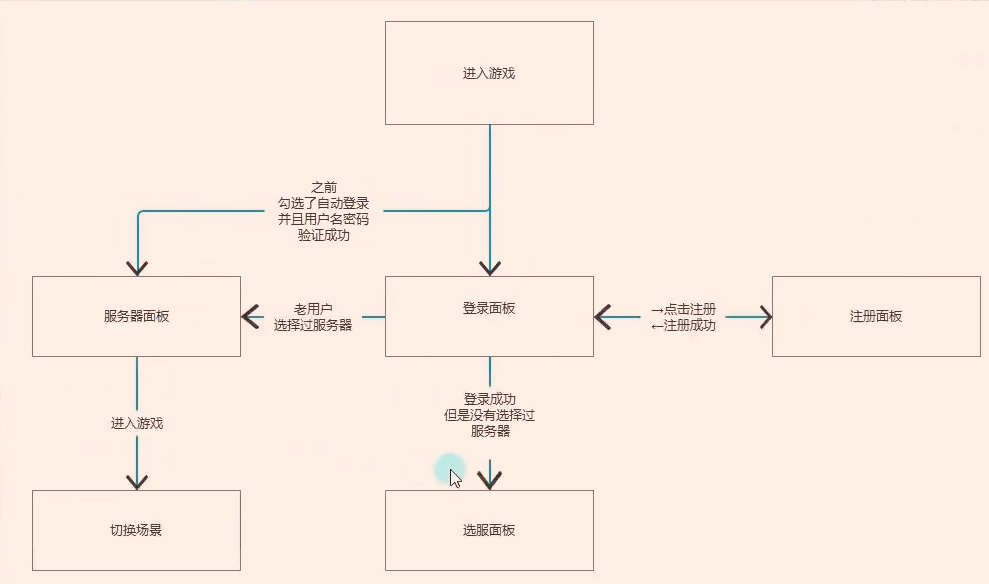 进入游戏
之前
勾选了自动登录
并且用户名密码
验证成功
服务器面板
老用户
选择过服务器
登录面板
→点击注册
←注册成功
注册面板
进入游戏
登录成功
但是没有选择过
服务器
切换场景
选服面板